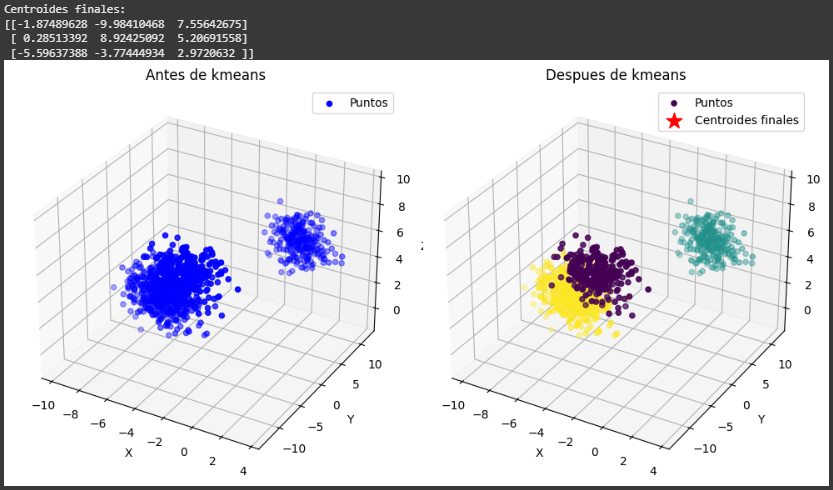 Centroides finales:
[[-1.87489628 -9.98410468  7.55642675]
 [ 0.28513392  8.92425092  5.20691558]
 [-5.59637388 -3.77444934  2.9720632 ]]
Antes de kmeans
Puntos
10
8
6
4
2
0
10
5
0
−5
−10
−10
−8
−6
−4
−2
0
2
4
X
Y
Despues de kmeans
Puntos
Centroides finales
10
8
6
4
2
0
10
5
0
−5
−10
−10
−8
−6
−4
−2
0
2
4
X
Y